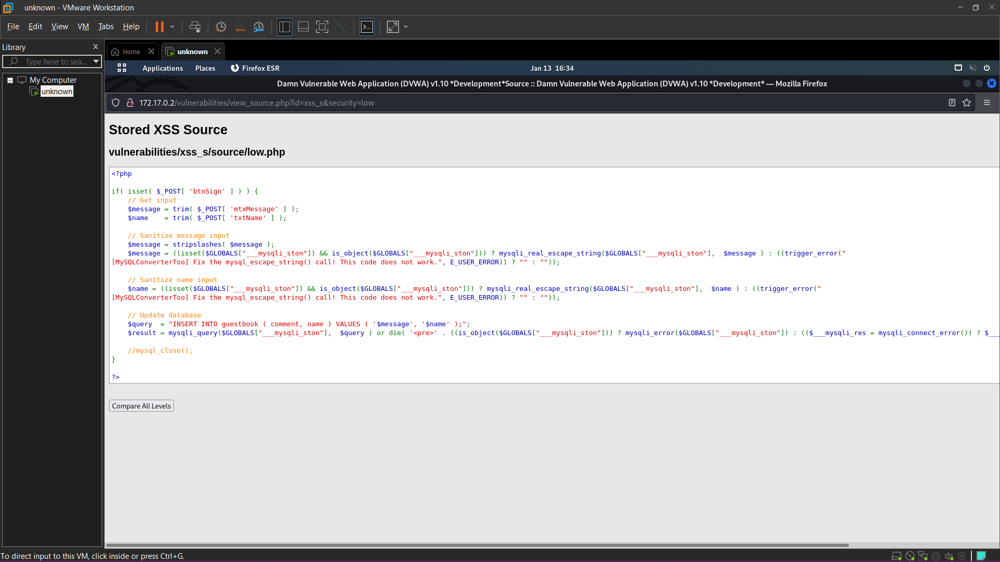 unknown - VMware Workstation
File Edit View VM Tabs Help
Library
Type here to sea...
My Computer
unknown
Home
unknown
Applications Places Firefox ESR Jan 13 16:34
Damn Vulnerable Web Application (DVWA) v1.10 *Development*Source :: Damn Vulnerable Web Application (DVWA) v1.10 *Development* — Mozilla Firefox
172.17.0.2/vulnerabilities/view_source.php?id=xss_s&security=low
Stored XSS Source
vulnerabilities/xss_s/source/low.php
<?php
if( isset( $_POST[ 'btnSign' ] ) ) {
    // Get input
    $message = trim( $_POST[ 'mtxMessage' ] );
    $name    = trim( $_POST[ 'txtName' ] );
    // Sanitize message input
    $message = stripslashes( $message );
    $message = ((isset($GLOBALS["___mysqli_ston"]) && is_object($GLOBALS["___mysqli_ston"])) ? mysqli_real_escape_string($GLOBALS["___mysqli_ston"],  $message ) : ((trigger_error("
[MySQLConverterToo] Fix the mysql_escape_string() call! This code does not work.", E_USER_ERROR)) ? "" : ""));
    // Sanitize name input
    $name = ((isset($GLOBALS["___mysqli_ston"]) && is_object($GLOBALS["___mysqli_ston"])) ? mysqli_real_escape_string($GLOBALS["___mysqli_ston"],  $name ) : ((trigger_error("
[MySQLConverterToo] Fix the mysql_escape_string() call! This code does not work.", E_USER_ERROR)) ? "" : ""));
    // Update database
    $query  = "INSERT INTO guestbook ( comment, name ) VALUES ( '$message', '$name' );";
    $result = mysqli_query($GLOBALS["___mysqli_ston"],  $query ) or die( '<pre>' . ((is_object($GLOBALS["___mysqli_ston"])) ? mysqli_error($GLOBALS["___mysqli_ston"]) : (($___mysqli_res = mysqli_connect_error()) ? $___
    //mysql_close();
}
?>
Compare All Levels
To direct input to this VM, click inside or press Ctrl+G.